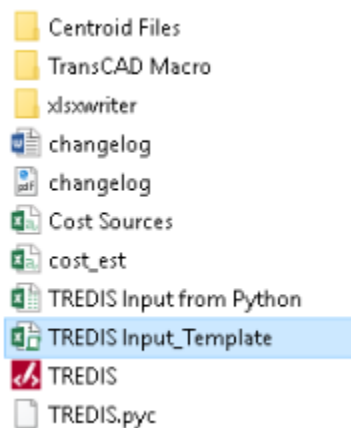 Centroid Files
TransCAD Macro
xlsxwriter
changelog
changelog
Cost Sources
cost_est
TREDIS Input from Python
TREDIS Input_Template
TREDIS
TREDIS.pyc